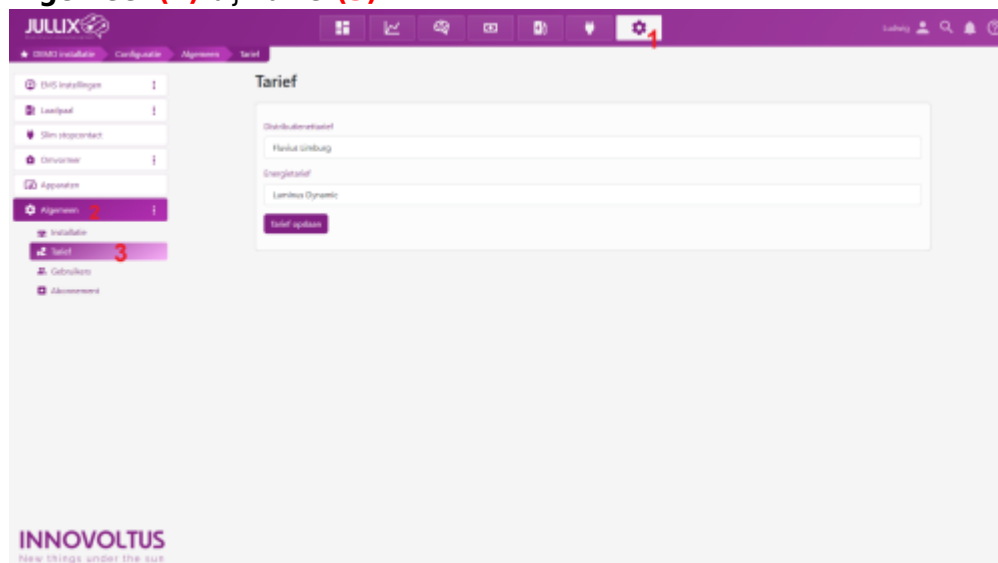 JULLIX
1
Ludwig
DEMO installatie Configuratie Algemeen Tarief
EMS Instellingen
Laadpaal
Slim stopcontact
Omvormer
Apparaten
Algemeen 2
Installatie
Tarief 3
Gebruikers
Abonnement
Tarief
Distributienettarief
Fluvius Limburg
Energietarief
Luminus Dynamic
Tarief opslaan
INNOVOLTUS
New things under the sun